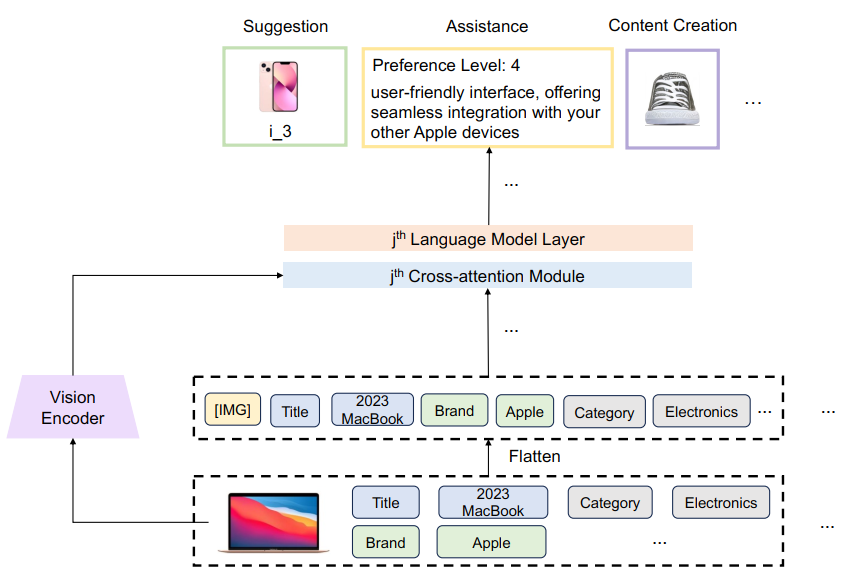 Suggestion
Assistance
Content Creation
i_3
Preference Level: 4
user-friendly interface, offering
seamless integration with your
other Apple devices
...
...
jth Language Model Layer
jth Cross-attention Module
...
Vision
Encoder
[IMG]
Title
2023
MacBook
Brand
Apple
Category
Electronics
...
...
Flatten
Title
2023
MacBook
Category
Electronics
Brand
Apple
...
...